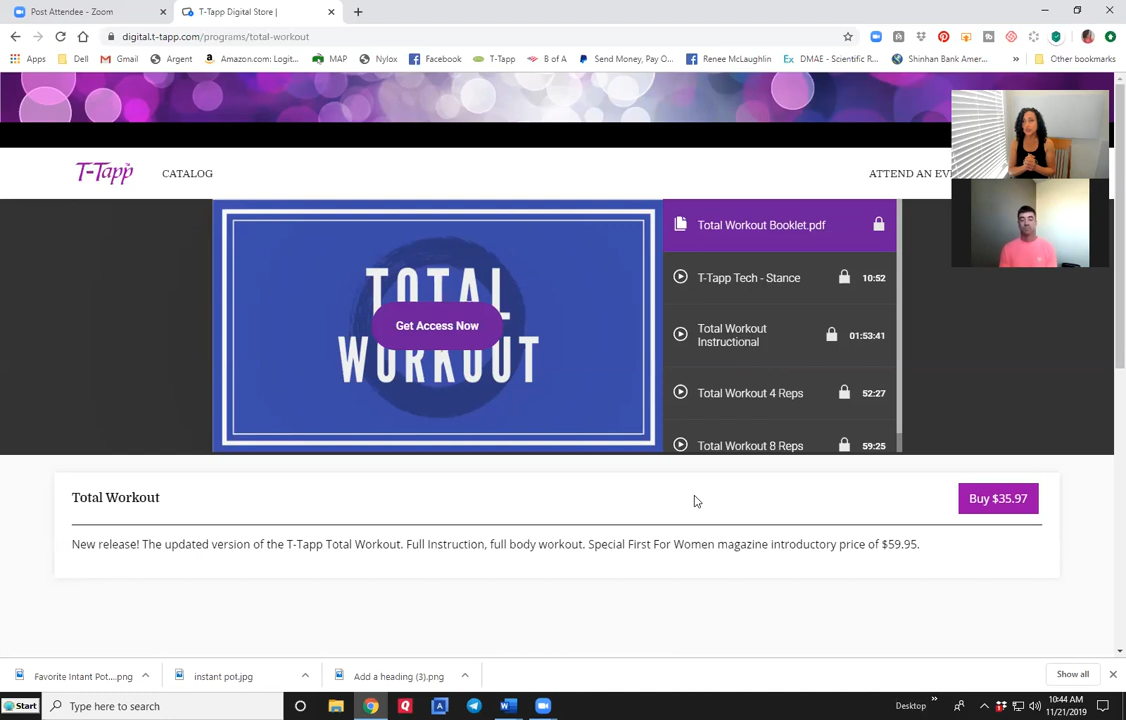 Post Attendee - Zoom
T-Tapp Digital Store |
digital.t-tapp.com/programs/total-workout
Apps
Dell
Gmail
Argent
Amazon.com: Logit...
MAP
Nylox
Facebook
T-Tapp
B of A
Send Money, Pay O...
Renee McLaughlin
DMAE - Scientific R...
Shinhan Bank Amer...
Other bookmarks
T-Tapp
CATALOG
ATTEND AN EV
TOTAL
WORKOUT
Get Access Now
Total Workout Booklet.pdf
T-Tapp Tech - Stance 10:52
Total Workout
Instructional 01:53:41
Total Workout 4 Reps 52:27
Total Workout 8 Reps 59:25
Total Workout
Buy $35.97
New release! The updated version of the T-Tapp Total Workout. Full Instruction, full body workout. Special First For Women magazine introductory price of $59.95.
Favorite Intant Pot....png
instant pot.jpg
Add a heading (3).png
Show all
Start
Type here to search
Desktop
10:44 AM
11/21/2019